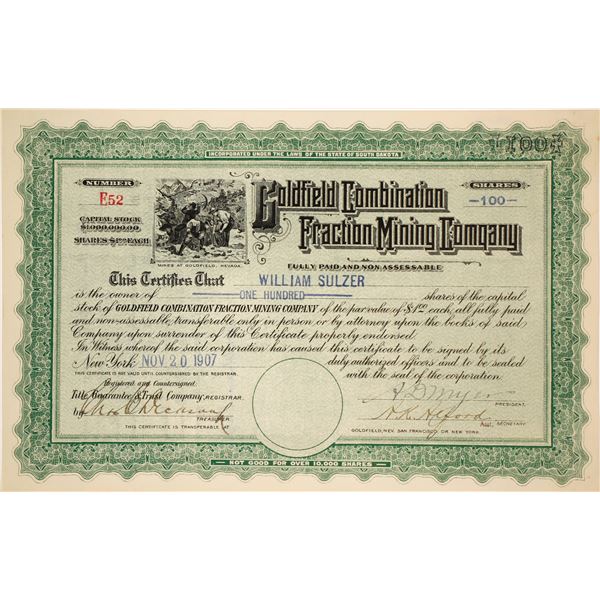 INCORPORATED UNDER THE LAWS OF THE STATE OF SOUTH DAKOTA
NUMBER
E52
CAPITAL STOCK
$1,000,000.00
SHARES $1.00 EACH
MINES AT GOLDFIELD, NEVADA.
Goldfield Combination
Fraction Mining Company
SHARES
—100—
FULLY PAID AND NON ASSESSABLE
This Certifies That WILLIAM SULZER
is the owner of ONE HUNDRED shares of the capital
stock of GOLDFIELD COMBINATION FRACTION MINING COMPANY of the par value of $1.00 each, all fully paid
and non-assessable, transferable only in person or by attorney upon the books of said
Company upon surrender of this Certificate properly endorsed.
In Witness whereof the said corporation has caused this certificate to be signed by its
New York NOV 20 1907 duly authorized officers and to be sealed
with the seal of the corporation.
THIS CERTIFICATE IS NOT VALID UNTIL COUNTERSIGNED BY THE REGISTRAR.
Registered and Countersigned
Title Guarantee & Trust Company, REGISTRAR.
by
TREASURER
PRESIDENT.
Asst. SECRETARY
THIS CERTIFICATE IS TRANSFERABLE AT GOLDFIELD, NEV. SAN FRANCISCO, OR NEW YORK.
NOT GOOD FOR OVER 10,000 SHARES